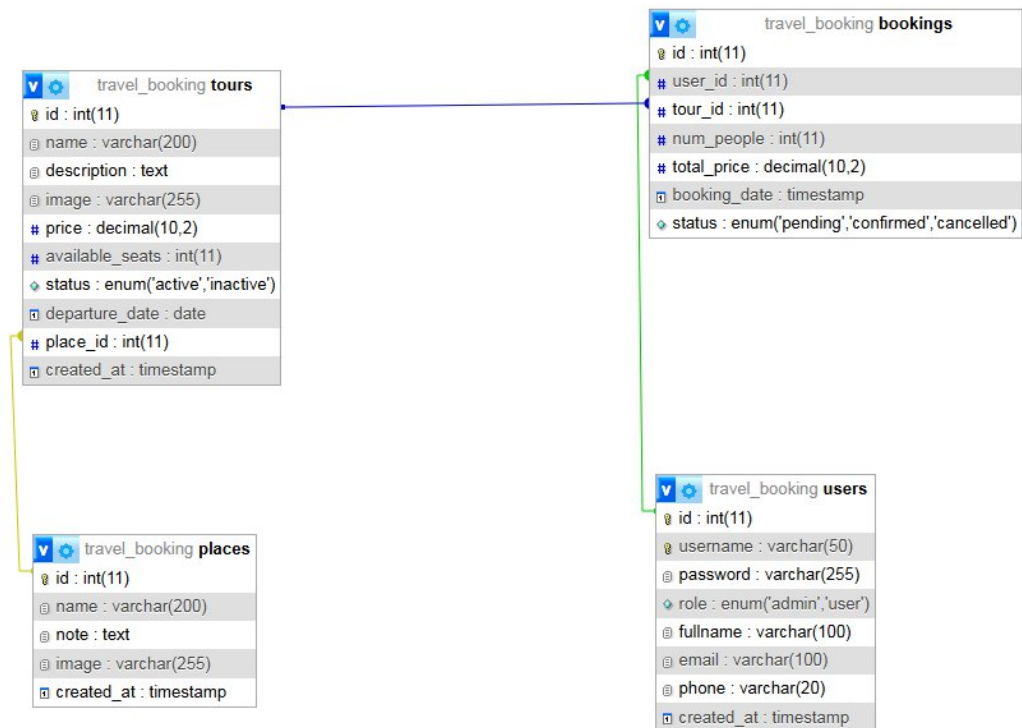 travel_booking tours
id : int(11)
name : varchar(200)
description : text
image : varchar(255)
price : decimal(10,2)
available_seats : int(11)
status : enum('active','inactive')
departure_date : date
place_id : int(11)
created_at : timestamp
travel_booking bookings
id : int(11)
user_id : int(11)
tour_id : int(11)
num_people : int(11)
total_price : decimal(10,2)
booking_date : timestamp
status : enum('pending','confirmed','cancelled')
travel_booking places
id : int(11)
name : varchar(200)
note : text
image : varchar(255)
created_at : timestamp
travel_booking users
id : int(11)
username : varchar(50)
password : varchar(255)
role : enum('admin','user')
fullname : varchar(100)
email : varchar(100)
phone : varchar(20)
created_at : timestamp